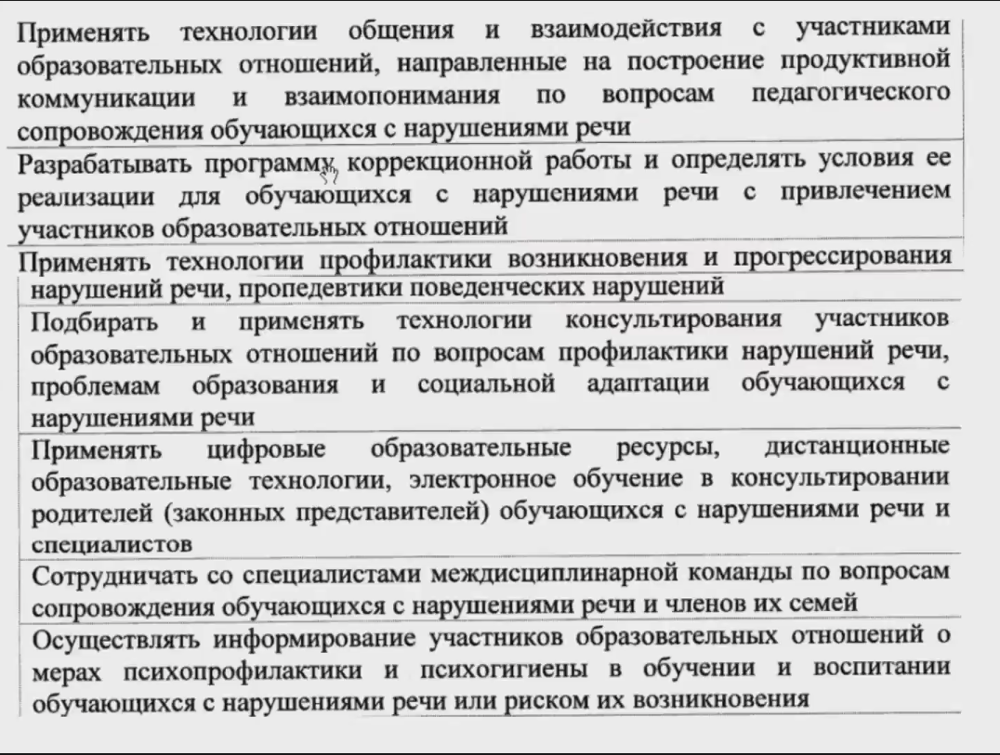 Применять технологии общения и взаимодействия с участниками
образовательных отношений, направленные на построение продуктивной
коммуникации и взаимопонимания по вопросам педагогического
сопровождения обучающихся с нарушениями речи
Разрабатывать программу коррекционной работы и определять условия ее
реализации для обучающихся с нарушениями речи с привлечением
участников образовательных отношений
Применять технологии профилактики возникновения и прогрессирования
нарушений речи, пропедевтики поведенческих нарушений
Подбирать и применять технологии консультирования участников
образовательных отношений по вопросам профилактики нарушений речи,
проблемам образования и социальной адаптации обучающихся с
нарушениями речи
Применять цифровые образовательные ресурсы, дистанционные
образовательные технологии, электронное обучение в консультировании
родителей (законных представителей) обучающихся с нарушениями речи и
специалистов
Сотрудничать со специалистами междисциплинарной команды по вопросам
сопровождения обучающихся с нарушениями речи и членов их семей
Осуществлять информирование участников образовательных отношений о
мерах психопрофилактики и психогигиены в обучении и воспитании
обучающихся с нарушениями речи или риском их возникновения